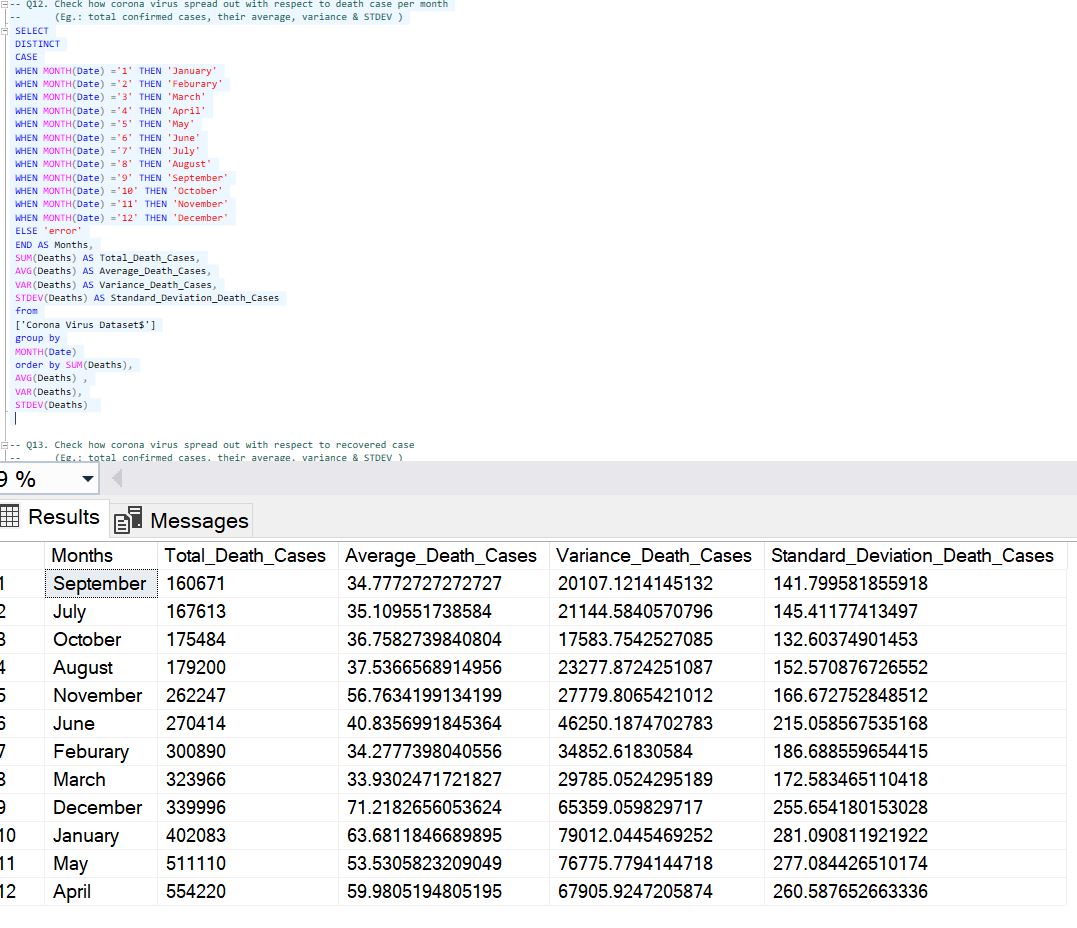 -- Q12. Check how corona virus spread out with respect to death case per month
-- (Eg.: total confirmed cases, their average, variance & STDEV )
SELECT
DISTINCT
CASE
WHEN MONTH(Date) ='1' THEN 'January'
WHEN MONTH(Date) ='2' THEN 'Feburary'
WHEN MONTH(Date) ='3' THEN 'March'
WHEN MONTH(Date) ='4' THEN 'April'
WHEN MONTH(Date) ='5' THEN 'May'
WHEN MONTH(Date) ='6' THEN 'June'
WHEN MONTH(Date) ='7' THEN 'July'
WHEN MONTH(Date) ='8' THEN 'August'
WHEN MONTH(Date) ='9' THEN 'September'
WHEN MONTH(Date) ='10' THEN 'October'
WHEN MONTH(Date) ='11' THEN 'November'
WHEN MONTH(Date) ='12' THEN 'December'
ELSE 'error'
END AS Months,
SUM(Deaths) AS Total_Death_Cases,
AVG(Deaths) AS Average_Death_Cases,
VAR(Deaths) AS Variance_Death_Cases,
STDEV(Deaths) AS Standard_Deviation_Death_Cases
from
['Corona Virus Dataset$']
group by
MONTH(Date)
order by SUM(Deaths),
AVG(Deaths) ,
VAR(Deaths),
STDEV(Deaths)
-- Q13. Check how corona virus spread out with respect to recovered case
-- (Eg.: total confirmed cases, their average, variance & STDEV )
9 %
Results Messages
Months Total_Death_Cases Average_Death_Cases Variance_Death_Cases Standard_Deviation_Death_Cases
1 September 160671 34.7772727272727 20107.1214145132 141.799581855918
2 July 167613 35.109551738584 21144.5840570796 145.41177413497
3 October 175484 36.7582739840804 17583.7542527085 132.60374901453
4 August 179200 37.5366568914956 23277.8724251087 152.570876726552
5 November 262247 56.7634199134199 27779.8065421012 166.672752848512
6 June 270414 40.8356991845364 46250.1874702783 215.058567535168
7 Feburary 300890 34.2777398040556 34852.61830584 186.688559654415
8 March 323966 33.9302471721827 29785.0524295189 172.583465110418
9 December 339996 71.2182656053624 65359.059829717 255.654180153028
10 January 402083 63.6811846689895 79012.0445469252 281.090811921922
11 May 511110 53.5305823209049 76775.7794144718 277.084426510174
12 April 554220 59.9805194805195 67905.9247205874 260.587652663336